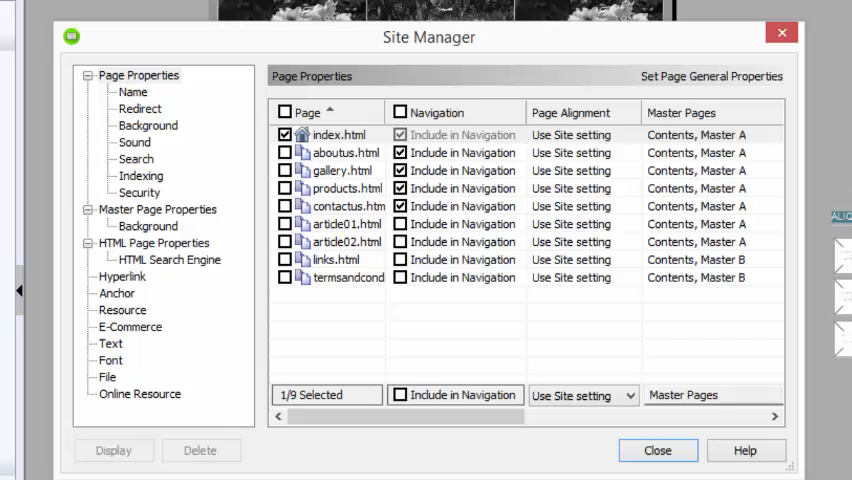 Site Manager
Page Properties
Name
Redirect
Background
Sound
Search
Indexing
Security
Master Page Properties
Background
HTML Page Properties
HTML Search Engine
Hyperlink
Anchor
Resource
E-Commerce
Text
Font
File
Online Resource
Page Properties Set Page General Properties
Page Navigation Page Alignment Master Pages
index.html Include in Navigation Use Site setting Contents, Master A
aboutus.html Include in Navigation Use Site setting Contents, Master A
gallery.html Include in Navigation Use Site setting Contents, Master A
products.html Include in Navigation Use Site setting Contents, Master A
contactus.htm Include in Navigation Use Site setting Contents, Master A
article01.html Include in Navigation Use Site setting Contents, Master A
article02.html Include in Navigation Use Site setting Contents, Master A
links.html Include in Navigation Use Site setting Contents, Master B
termsandcond Include in Navigation Use Site setting Contents, Master B
1/9 Selected Include in Navigation Use Site setting Master Pages
Display Delete Close Help